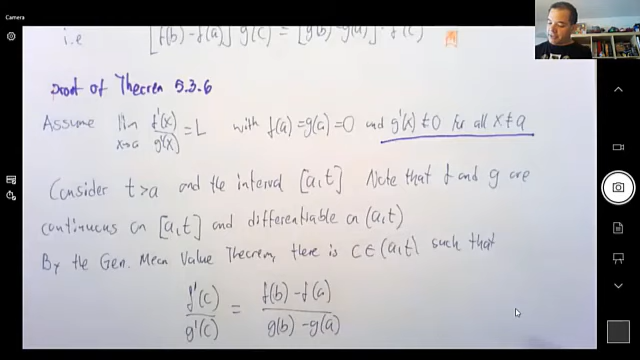 Camera
i.e [f(b) - f(a)] g'(c) = [g(b) - g(a)] · f'(c)
proof of Theorem 5.3.6
Assume lim x→a f'(x)/g'(x) = L with f(a)=g(a)=0 and g'(x) ≠ 0 for all x ≠ a
Consider t>a and the interval [a,t] Note that f and g are
continuous on [a,t] and differentiable on (a,t)
By the Gen. Mean Value Theorem, there is c∈(a,t) such that
f'(c)/g'(c) = f(b) - f(a)/g(b) - g(a)